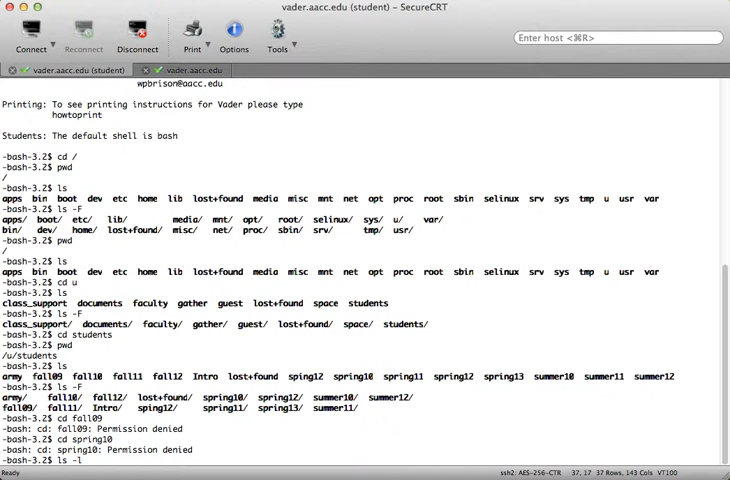 vader.aacc.edu (student) – SecureCRT
Connect Reconnect Disconnect Print Options Tools Enter host <⌘R>
vader.aacc.edu (student) vader.aacc.edu
wpbrison@aacc.edu
Printing: To see printing instructions for Vader please type
howtoprint
Students: The default shell is bash
-bash-3.2$ cd /
-bash-3.2$ pwd
/
-bash-3.2$ ls
apps bin boot dev etc home lib lost+found media misc mnt net opt proc root sbin selinux srv sys tmp u usr var
-bash-3.2$ ls -F
apps/ boot/ etc/ lib/ media/ mnt/ opt/ root/ selinux/ sys/ u/ var/
bin/ dev/ home/ lost+found/ misc/ net/ proc/ sbin/ srv/ tmp/ usr/
-bash-3.2$ pwd
/
-bash-3.2$ ls
apps bin boot dev etc home lib lost+found media misc mnt net opt proc root sbin selinux srv sys tmp u usr var
-bash-3.2$ cd u
-bash-3.2$ ls
class_support documents faculty gather guest lost+found space students
-bash-3.2$ ls -F
class_support/ documents/ faculty/ gather/ guest/ lost+found/ space/ students/
-bash-3.2$ cd students
-bash-3.2$ pwd
/u/students
-bash-3.2$ ls
army fall09 fall10 fall11 fall12 Intro lost+found sping12 spring10 spring11 spring12 spring13 summer10 summer11 summer12
-bash-3.2$ ls -F
army/ fall10/ fall12/ lost+found/ spring10/ spring12/ summer10/ summer12/
fall09/ fall11/ Intro/ sping12/ spring11/ spring13/ summer11/
-bash-3.2$ cd fall09
-bash: cd: fall09: Permission denied
-bash-3.2$ cd spring10
-bash: cd: spring10: Permission denied
-bash-3.2$ ls -l
Ready ssh2: AES-256-CTR 37, 17 37 Rows, 143 Cols VT100